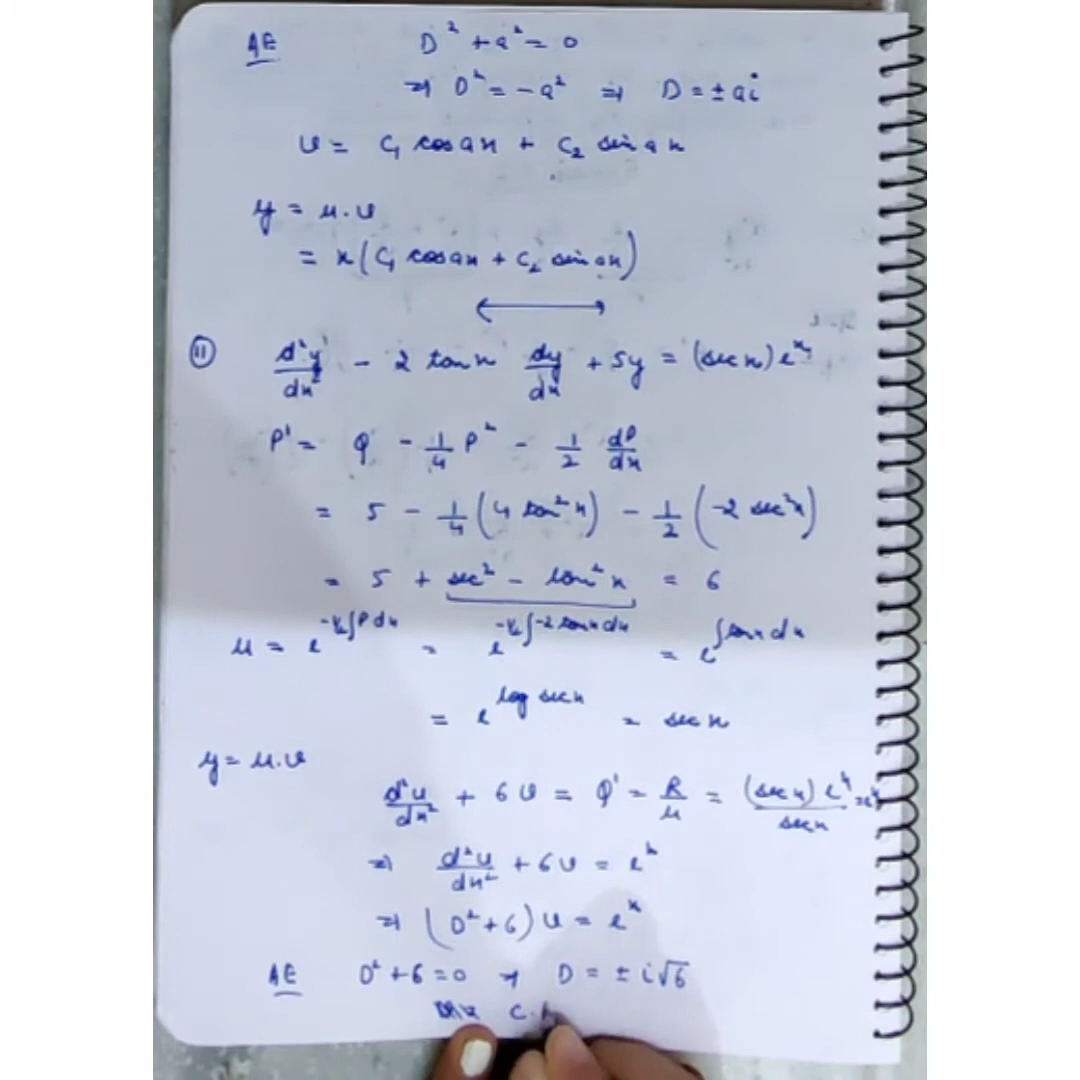 AE D² + a² = 0
⇒ D² = -a² ⇒ D = ± ai
v = C₁ cos ax + C₂ sin ax
y = u.v
= x(C₁ cos ax + C₂ sin ax)
⑪ d²y/dx² - 2 tan x dy/dx + 5y = (sec x) eˣ
P' = Q - 1/4 P² - 1/2 dP/dx
= 5 - 1/4 (4 tan² x) - 1/2 (-2 sec² x)
= 5 + sec² - tan² x = 6
u = e^(-½∫P dx) = e^(-½∫-2 tan x dx) = e^(∫tan x dx)
= e^(log sec x) = sec x
y = u.v
d²v/dx² + 6v = Q' = R/u = (sec x) eˣ / sec x = eˣ
⇒ d²v/dx² + 6v = eˣ
⇒ (D² + 6) v = eˣ
AE D² + 6 = 0 ⇒ D = ± i√6